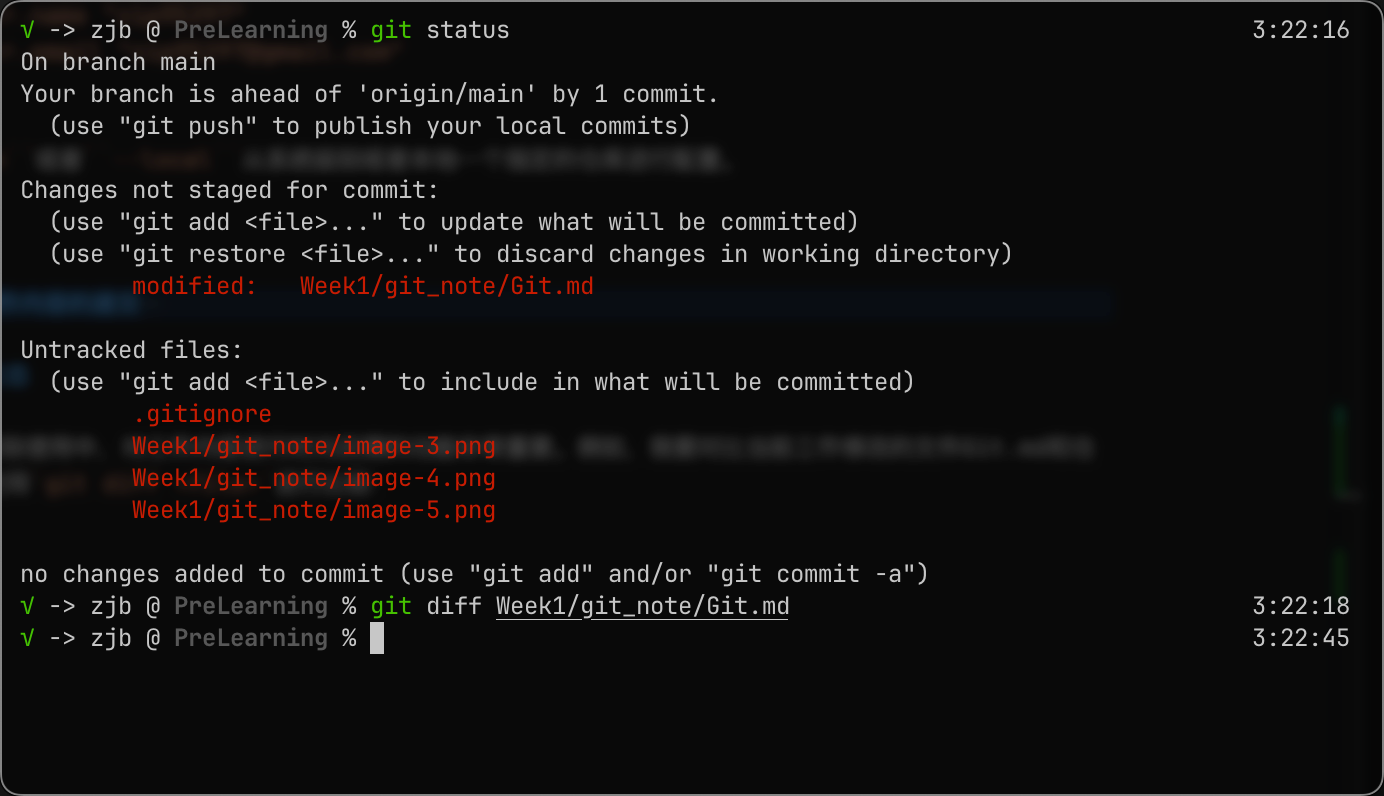 √ -> zjb @ PreLearning % git status 3:22:16
On branch main
Your branch is ahead of 'origin/main' by 1 commit.
(use "git push" to publish your local commits)
Changes not staged for commit:
(use "git add <file>..." to update what will be committed)
(use "git restore <file>..." to discard changes in working directory)
modified: Week1/git_note/Git.md
Untracked files:
(use "git add <file>..." to include in what will be committed)
.gitignore
Week1/git_note/image-3.png
Week1/git_note/image-4.png
Week1/git_note/image-5.png
no changes added to commit (use "git add" and/or "git commit -a")
√ -> zjb @ PreLearning % git diff Week1/git_note/Git.md 3:22:18
√ -> zjb @ PreLearning % 3:22:45